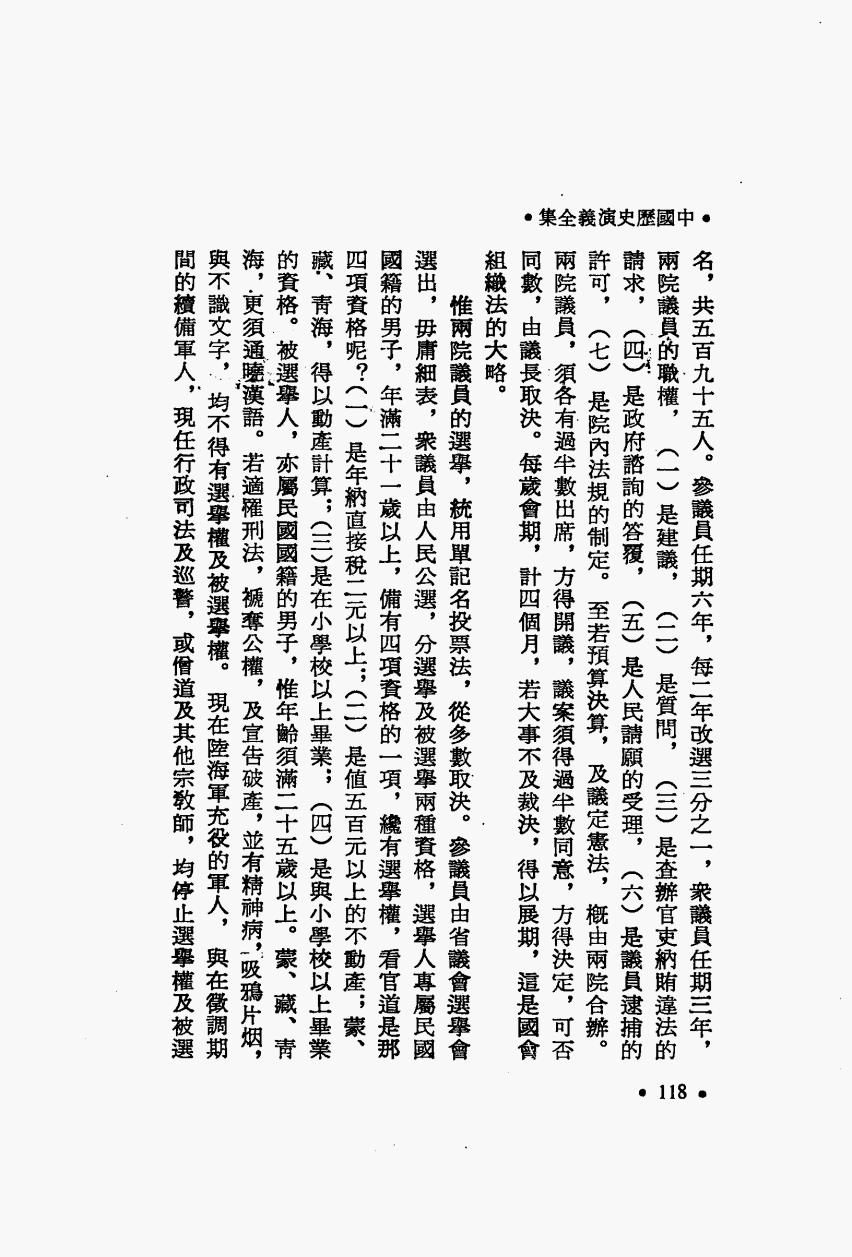 •中國歷史演義全集•
名，共五百九十五人。參議員任期六年，每二年改選三分之一，衆議員任期三年，
兩院議員的職權，（一）是建議，（二）是質問，（三）是查辦官吏納賄違法的
請求，（四）是政府諮詢的答覆，（五）是人民請願的受理，（六）是議員逮捕的
許可，（七）是院內法規的制定。至若預算決算，及議定憲法，槪由兩院合辦。
兩院議員，須各有過半數出席，方得開議，議案須得過半數同意，方得決定，可否
同數，由議長取決。每歲會期，計四個月，若大事不及裁決，得以展期，這是國會
組織法的大略。
惟兩院議員的選舉，統用單記名投票法，從多數取決。參議員由省議會選舉會
選出，毋庸細表，衆議員由人民公選，分選舉及被選舉兩種資格，選舉人專屬民國
國籍的男子，年滿二十一歲以上，備有四項資格的一項，纔有選舉權，看官道是那
四項資格呢？（一）是年納直接稅二元以上；（二）是值五百元以上的不動產；蒙、
藏、靑海，得以動產計算；（三）是在小學校以上畢業；（四）是與小學校以上畢業
的資格。被選舉人，亦屬民國國籍的男子，惟年齡須滿二十五歲以上。蒙、藏、靑
海，更須通曉漢語。若適罹刑法，褫奪公權，及宣告破產，並有精神病，吸鴉片烟，
與不識文字，均不得有選舉權及被選舉權。現在陸海軍充役的軍人，與在徵調期
間的續備軍人，現任行政司法及巡警，或僧道及其他宗敎師，均停止選舉權及被選
•118•